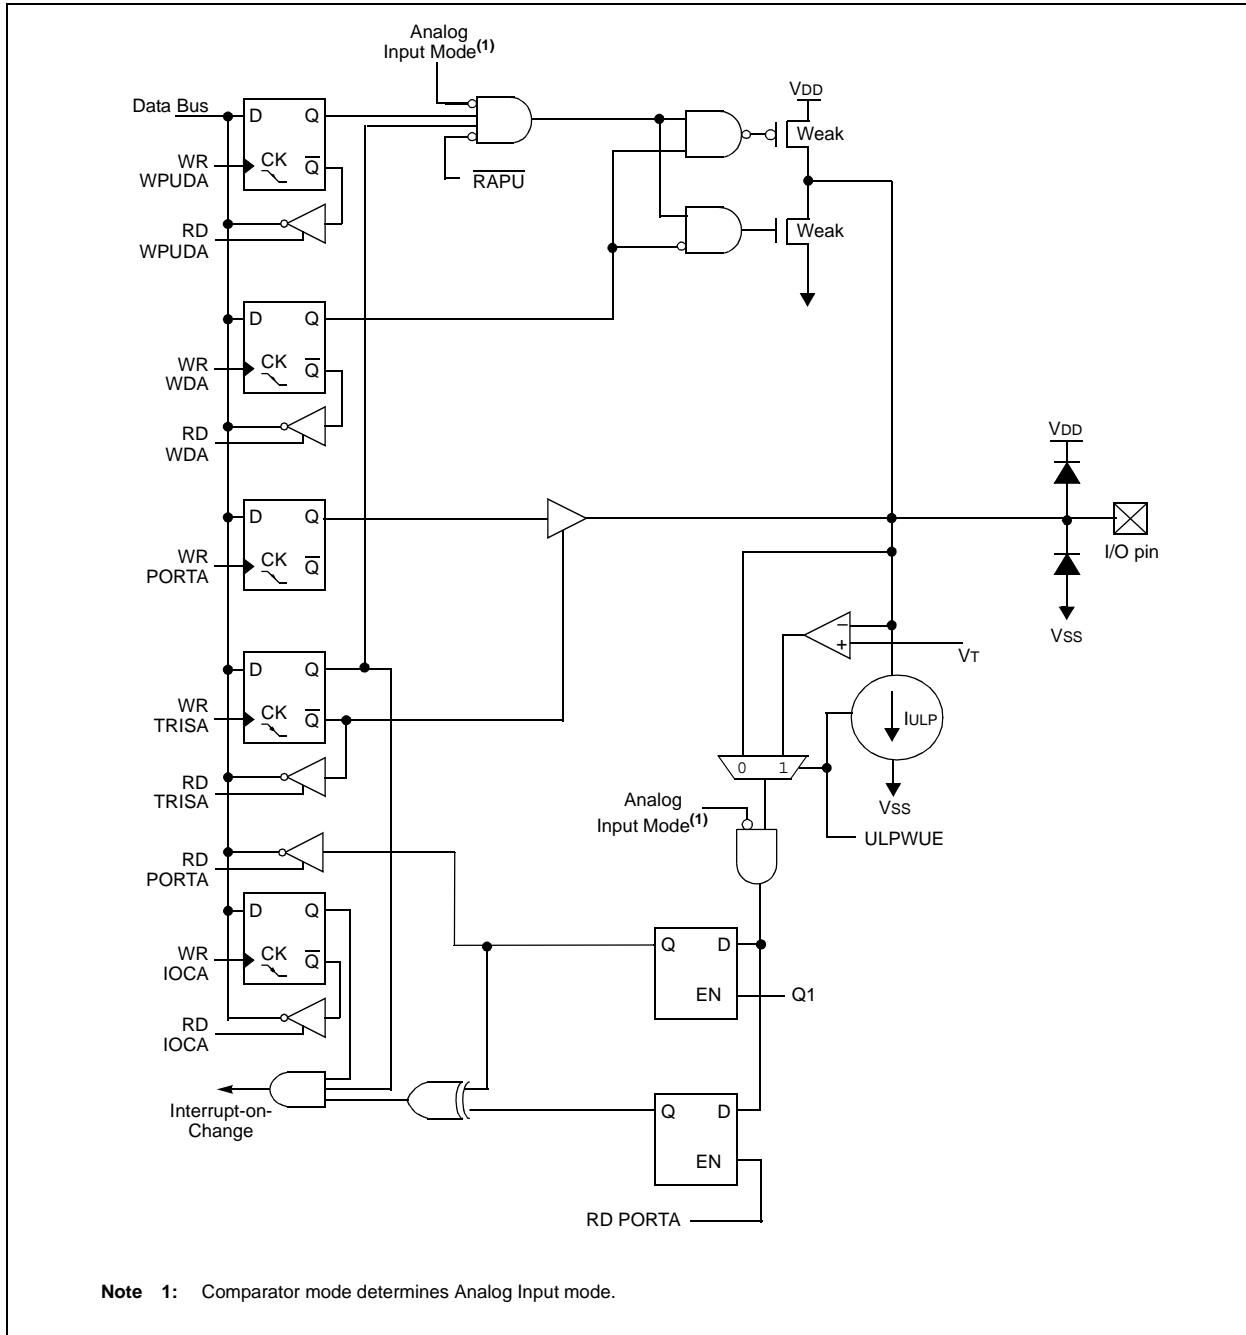 Analog
Input Mode(1)
Data Bus
D Q
CK Q
WR
WPUDA
RD
WPUDA
RAPU
VDD
Weak
Weak
D Q
CK Q
WR
WDA
RD
WDA
D Q
CK Q
WR
PORTA
VDD
I/O pin
VSS
D Q
CK Q
WR
TRISA
RD
TRISA
−
+
VT
IULP
0 1
VSS
ULPWUE
Analog
Input Mode(1)
RD
PORTA
D Q
CK Q
WR
IOCA
RD
IOCA
Q D
EN
Q1
Interrupt-on-
Change
Q D
EN
RD PORTA
Note 1: Comparator mode determines Analog Input mode.